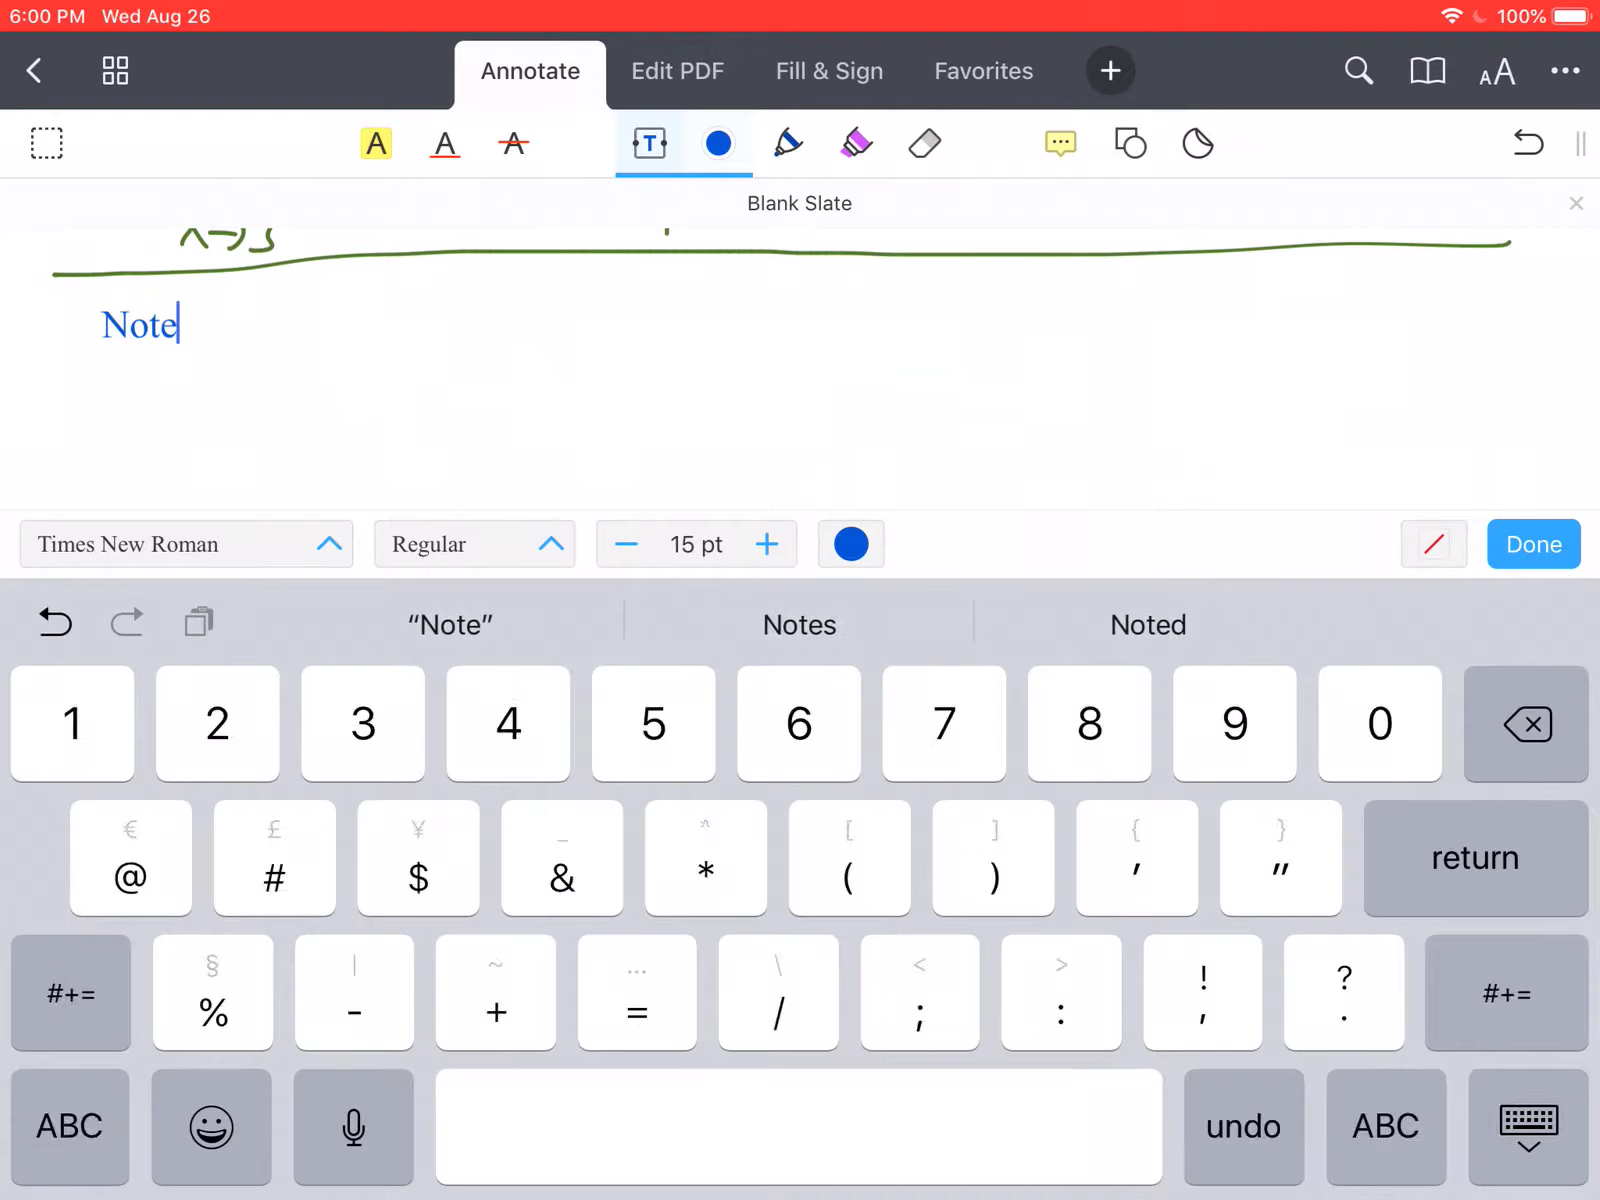 6:00 PM Wed Aug 26 100%
Annotate Edit PDF Fill & Sign Favorites +
A A A T
Blank Slate
Note
Times New Roman Regular − 15 pt + Done
“Note” Notes Noted
1 2 3 4 5 6 7 8 9 0
€ £ ¥ _ ^ [ ] { }
@ # $ & * ( ) ' " return
§ | ~ … \ < > ! ?
#+= % - + = / ; : , . #+=
ABC undo ABC